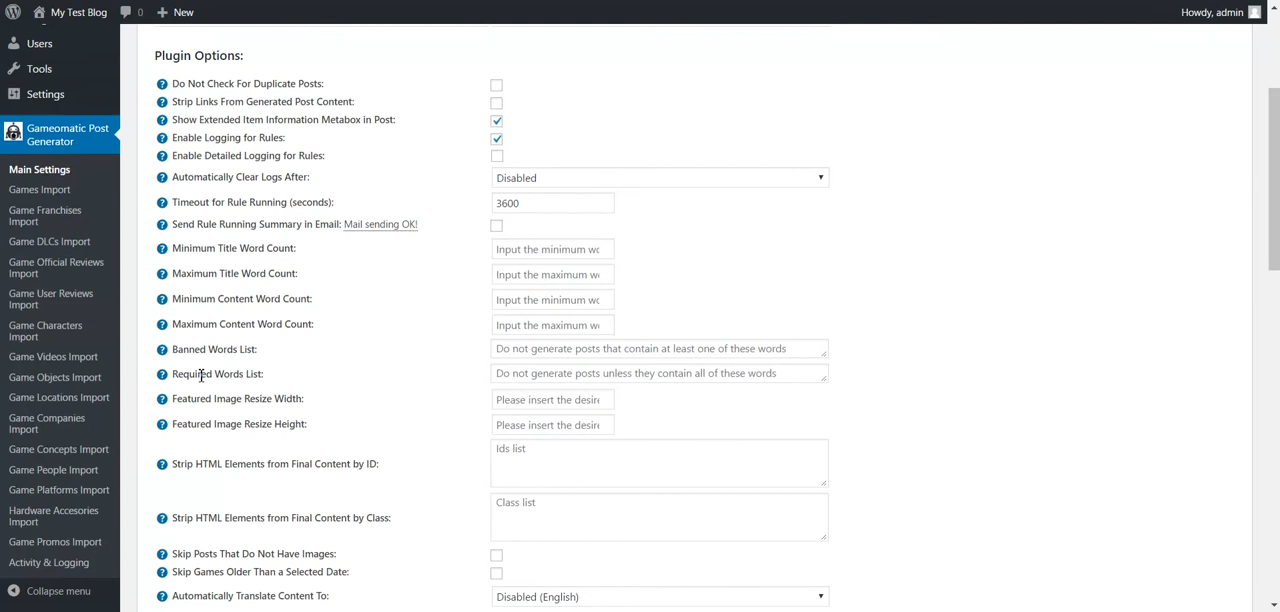 My Test Blog
0
New
Howdy, admin
Users
Tools
Settings
Gameomatic Post
Generator
Main Settings
Games Import
Game Franchises
Import
Game DLCs Import
Game Official Reviews
Import
Game User Reviews
Import
Game Characters
Import
Game Videos Import
Game Objects Import
Game Locations Import
Game Companies
Import
Game Concepts Import
Game People Import
Game Platforms Import
Hardware Accesories
Import
Game Promos Import
Activity & Logging
Collapse menu
Plugin Options:
Do Not Check For Duplicate Posts:
Strip Links From Generated Post Content:
Show Extended Item Information Metabox in Post:
Enable Logging for Rules:
Enable Detailed Logging for Rules:
Automatically Clear Logs After: Disabled
Timeout for Rule Running (seconds): 3600
Send Rule Running Summary in Email: Mail sending OK!
Minimum Title Word Count: Input the minimum wo
Maximum Title Word Count: Input the maximum w
Minimum Content Word Count: Input the minimum wo
Maximum Content Word Count: Input the maximum w
Banned Words List: Do not generate posts that contain at least one of these words
Required Words List: Do not generate posts unless they contain all of these words
Featured Image Resize Width: Please insert the desire
Featured Image Resize Height: Please insert the desire
Strip HTML Elements from Final Content by ID: Ids list
Strip HTML Elements from Final Content by Class: Class list
Skip Posts That Do Not Have Images:
Skip Games Older Than a Selected Date:
Automatically Translate Content To: Disabled (English)